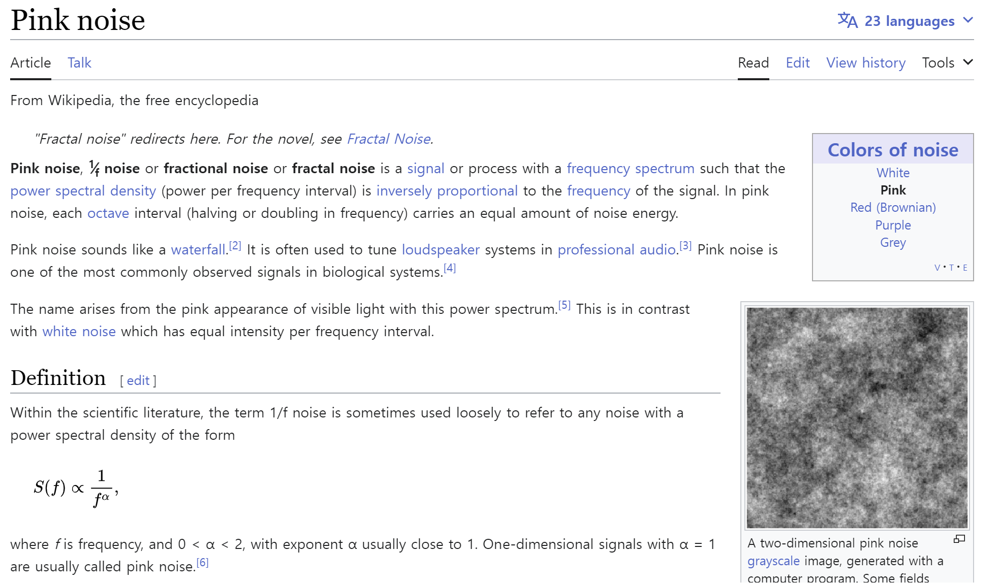 Pink noise
23 languages
Article Talk
Read Edit View history Tools
From Wikipedia, the free encyclopedia
"Fractal noise" redirects here. For the novel, see Fractal Noise.
Pink noise, 1⁄f noise or fractional noise or fractal noise is a signal or process with a frequency spectrum such that the
power spectral density (power per frequency interval) is inversely proportional to the frequency of the signal. In pink
noise, each octave interval (halving or doubling in frequency) carries an equal amount of noise energy.
Pink noise sounds like a waterfall.[2] It is often used to tune loudspeaker systems in professional audio.[3] Pink noise is
one of the most commonly observed signals in biological systems.[4]
The name arises from the pink appearance of visible light with this power spectrum.[5] This is in contrast
with white noise which has equal intensity per frequency interval.
Colors of noise
White
Pink
Red (Brownian)
Purple
Grey
V • T • E
Definition [ edit ]
Within the scientific literature, the term 1/f noise is sometimes used loosely to refer to any noise with a
power spectral density of the form
S(f) ∝ 1/f^α,
where f is frequency, and 0 < α < 2, with exponent α usually close to 1. One-dimensional signals with α = 1
are usually called pink noise.[6]
A two-dimensional pink noise
grayscale image, generated with a
computer program. Some fields